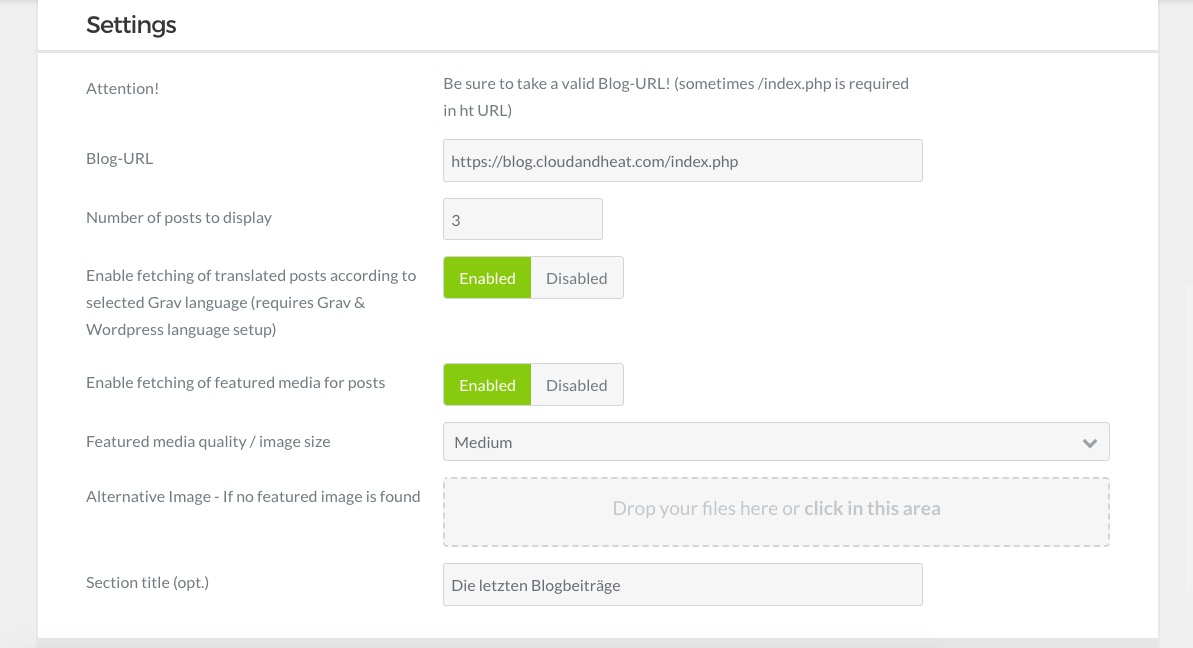 Settings
Attention!
Be sure to take a valid Blog-URL! (sometimes /index.php is required
in ht URL)
Blog-URL
https://blog.cloudandheat.com/index.php
Number of posts to display
3
Enable fetching of translated posts according to
selected Grav language (requires Grav &
Wordpress language setup)
Enabled Disabled
Enable fetching of featured media for posts
Enabled Disabled
Featured media quality / image size
Medium
Alternative Image - If no featured image is found
Drop your files here or click in this area
Section title (opt.)
Die letzten Blogbeiträge